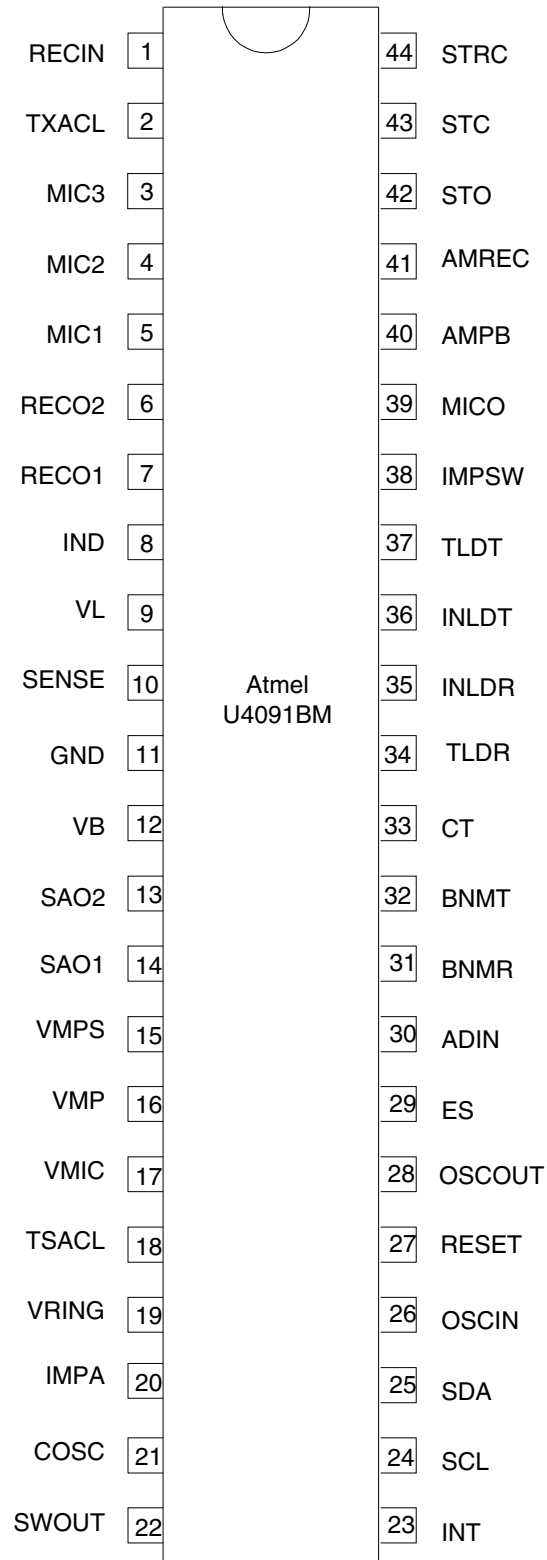 RECIN 1 44 STRC
TXACL 2 43 STC
MIC3 3 42 STO
MIC2 4 41 AMREC
MIC1 5 40 AMPB
RECO2 6 39 MICO
RECO1 7 38 IMPSW
IND 8 37 TLDT
VL 9 36 INLDT
SENSE 10 Atmel 35 INLDR
U4091BM
GND 11 34 TLDR
VB 12 33 CT
SAO2 13 32 BNMT
SAO1 14 31 BNMR
VMPS 15 30 ADIN
VMP 16 29 ES
VMIC 17 28 OSCOUT
TSACL 18 27 RESET
VRING 19 26 OSCIN
IMPA 20 25 SDA
COSC 21 24 SCL
SWOUT 22 23 INT